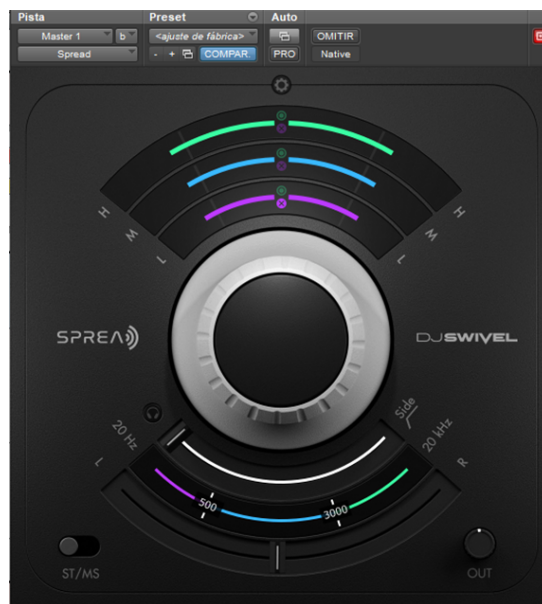 Pista Preset Auto
Master 1 b <ajuste de fábrica> OMITIR
Spread - + COMPAR. PRO Native
H H
M M
L L
SPREAD DJSWIVEL
Side
20 Hz 20 kHz
L R
500 3000
ST/MS OUT